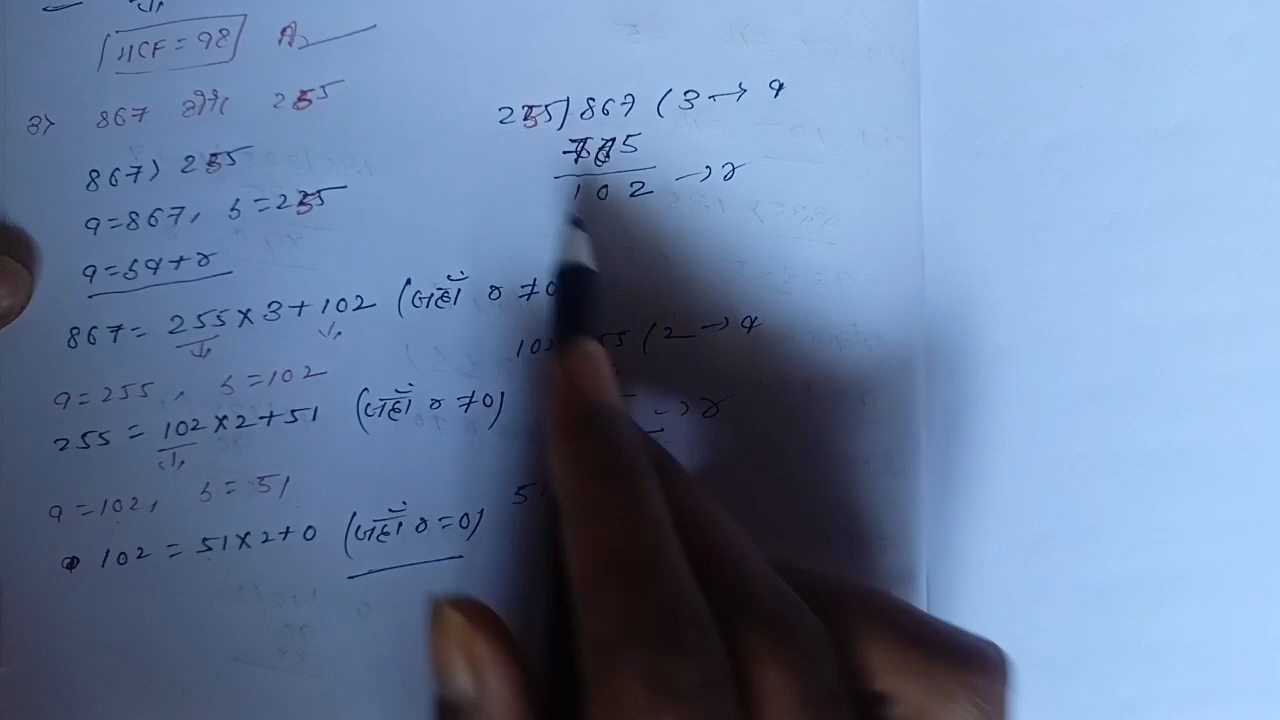 HCF = 98
3> 867 और 255
867 > 255
a = 867, b = 255
a = bq + r
867 = 255 × 3 + 102 (जहाँ r ≠ 0
a = 255, b = 102
255 = 102 × 2 + 51 (जहाँ r ≠ 0)
a = 102, b = 51
102 = 51 × 2 + 0 (जहाँ r = 0)
255) 867 (3 → q
765
102 → r
(2 → q
→ r
51